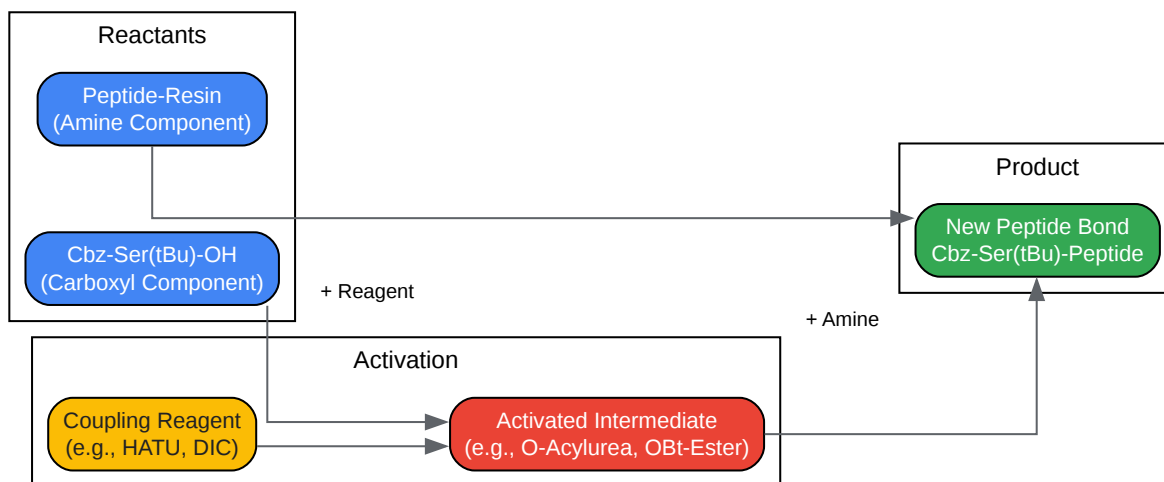 Reactants
Peptide-Resin
(Amine Component)
Cbz-Ser(tBu)-OH
(Carboxyl Component)
+ Reagent
Activation
Coupling Reagent
(e.g., HATU, DIC)
Activated Intermediate
(e.g., O-Acylurea, OBt-Ester)
+ Amine
Product
New Peptide Bond
Cbz-Ser(tBu)-Peptide